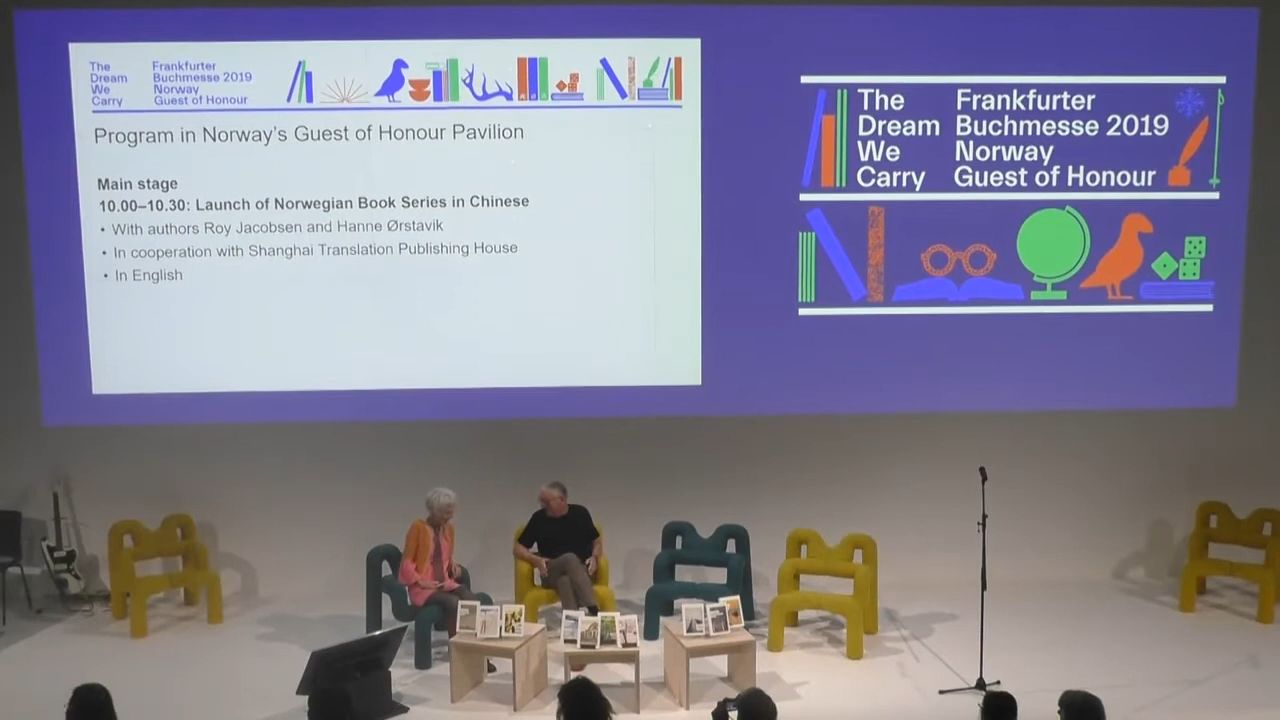 The
Dream
We
Carry
Frankfurter
Buchmesse 2019
Norway
Guest of Honour
Program in Norway's Guest of Honour Pavilion
Main stage
10.00–10.30: Launch of Norwegian Book Series in Chinese
• With authors Roy Jacobsen and Hanne Ørstavik
• In cooperation with Shanghai Translation Publishing House
• In English
The
Dream
We
Carry
Frankfurter
Buchmesse 2019
Norway
Guest of Honour